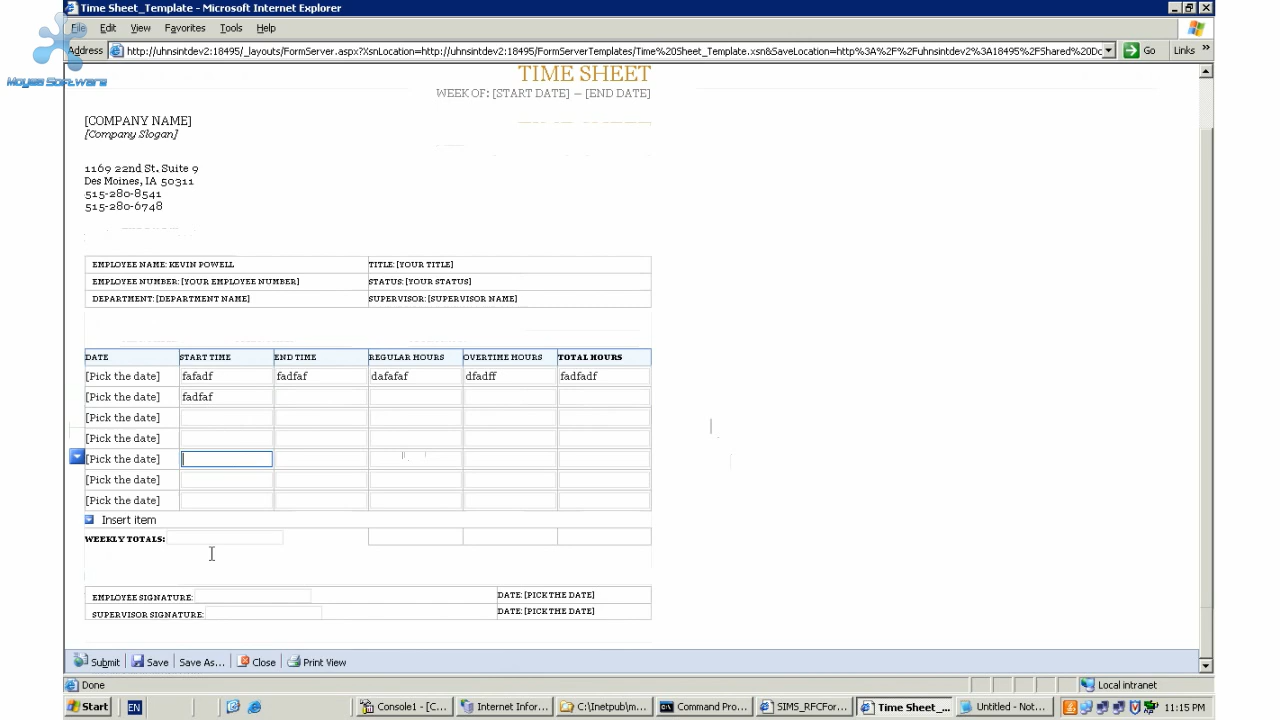 Time Sheet_Template - Microsoft Internet Explorer
File Edit View Favorites Tools Help
Address http://uhnsintdev2:18495/_layouts/FormServer.aspx?XsnLocation=http://uhnsintdev2:18495/FormServerTemplates/Time%20Sheet_Template.xsn&SaveLocation=http%3A%2F%2Fuhnsintdev2%3A18495%2FShared%20Dc Go Links »
Moyea Software
TIME SHEET
WEEK OF: [START DATE] – [END DATE]
[COMPANY NAME]
[Company Slogan]
1169 22nd St. Suite 9
Des Moines, IA 50311
515-280-8541
515-280-6748
EMPLOYEE NAME: KEVIN POWELL TITLE: [YOUR TITLE]
EMPLOYEE NUMBER: [YOUR EMPLOYEE NUMBER] STATUS: [YOUR STATUS]
DEPARTMENT: [DEPARTMENT NAME] SUPERVISOR: [SUPERVISOR NAME]
DATE START TIME END TIME REGULAR HOURS OVERTIME HOURS TOTAL HOURS
[Pick the date] fafadf fadfaf dafafaf dfadff fadfadf
[Pick the date] fadfaf
[Pick the date]
[Pick the date]
[Pick the date]
[Pick the date]
[Pick the date]
Insert item
WEEKLY TOTALS:
EMPLOYEE SIGNATURE: DATE: [PICK THE DATE]
SUPERVISOR SIGNATURE: DATE: [PICK THE DATE]
Submit Save Save As... Close Print View
Done Local intranet
Start EN Console1 - [C... Internet Infor... C:\Inetpub\m... Command Pro... SIMS_RFCFor... Time Sheet_... Untitled - Not... 11:15 PM